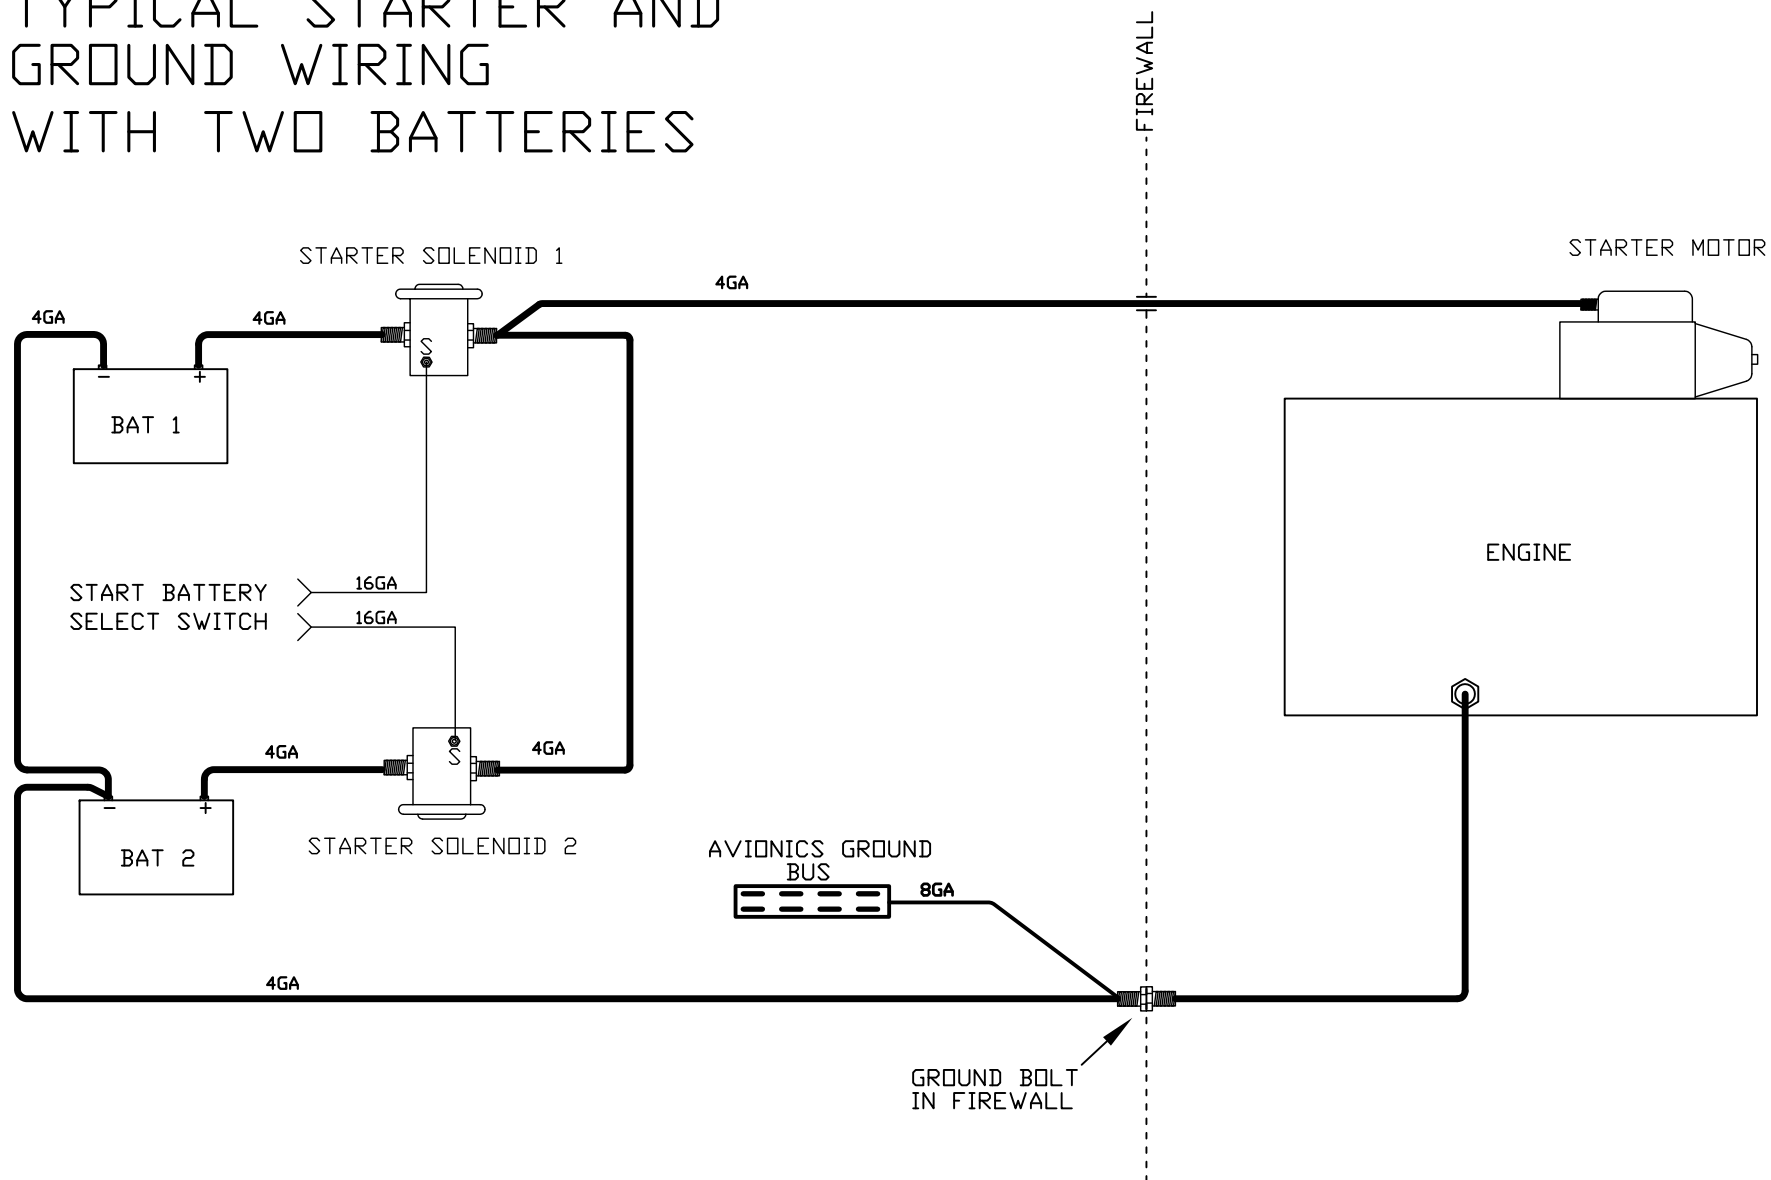 TYPICAL STARTER AND
GROUND WIRING
WITH TWO BATTERIES
FIREWALL
STARTER SOLENOID 1
STARTER MOTOR
4GA
4GA
4GA
S
- +
BAT 1
ENGINE
START BATTERY
SELECT SWITCH
16GA
16GA
4GA
4GA
S
- +
BAT 2
STARTER SOLENOID 2
AVIONICS GROUND
BUS
8GA
4GA
GROUND BOLT
IN FIREWALL